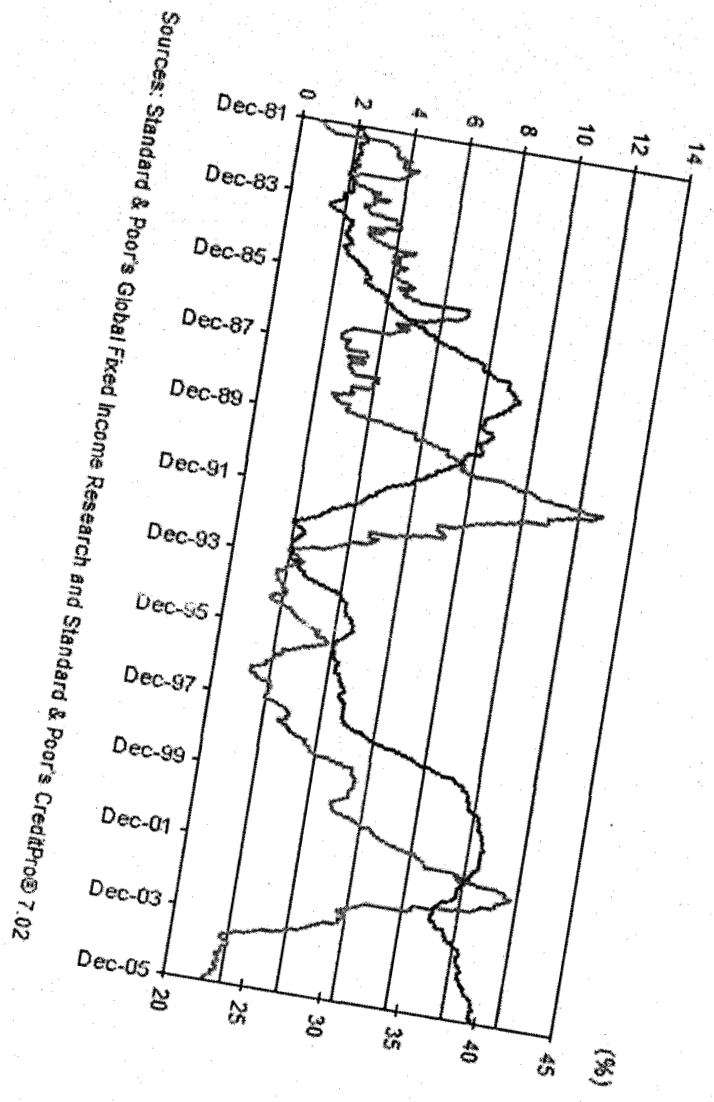 (%)
14
12
10
8
6
4
2
0
45
40
35
30
25
20
Dec-81
Dec-83
Dec-85
Dec-87
Dec-89
Dec-91
Dec-93
Dec-95
Dec-97
Dec-99
Dec-01
Dec-03
Dec-05
Sources: Standard & Poor's Global Fixed Income Research and Standard & Poor's CreditPro® 7.02